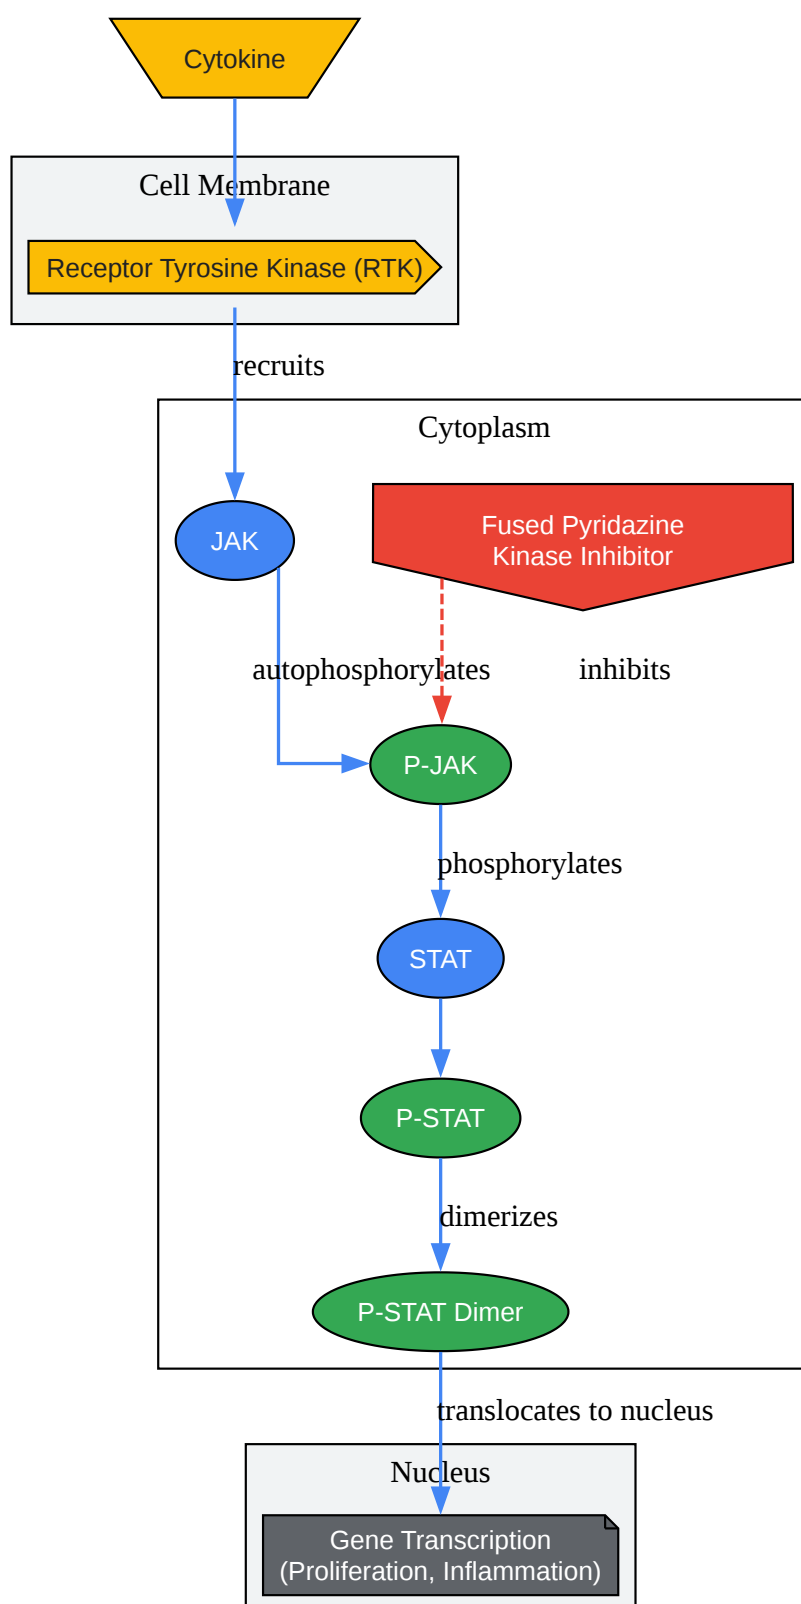 Cytokine
Cell Membrane
Receptor Tyrosine Kinase (RTK)
recruits
Cytoplasm
JAK
Fused Pyridazine
Kinase Inhibitor
autophosphorylates
inhibits
P-JAK
phosphorylates
STAT
P-STAT
dimerizes
P-STAT Dimer
translocates to nucleus
Nucleus
Gene Transcription
(Proliferation, Inflammation)